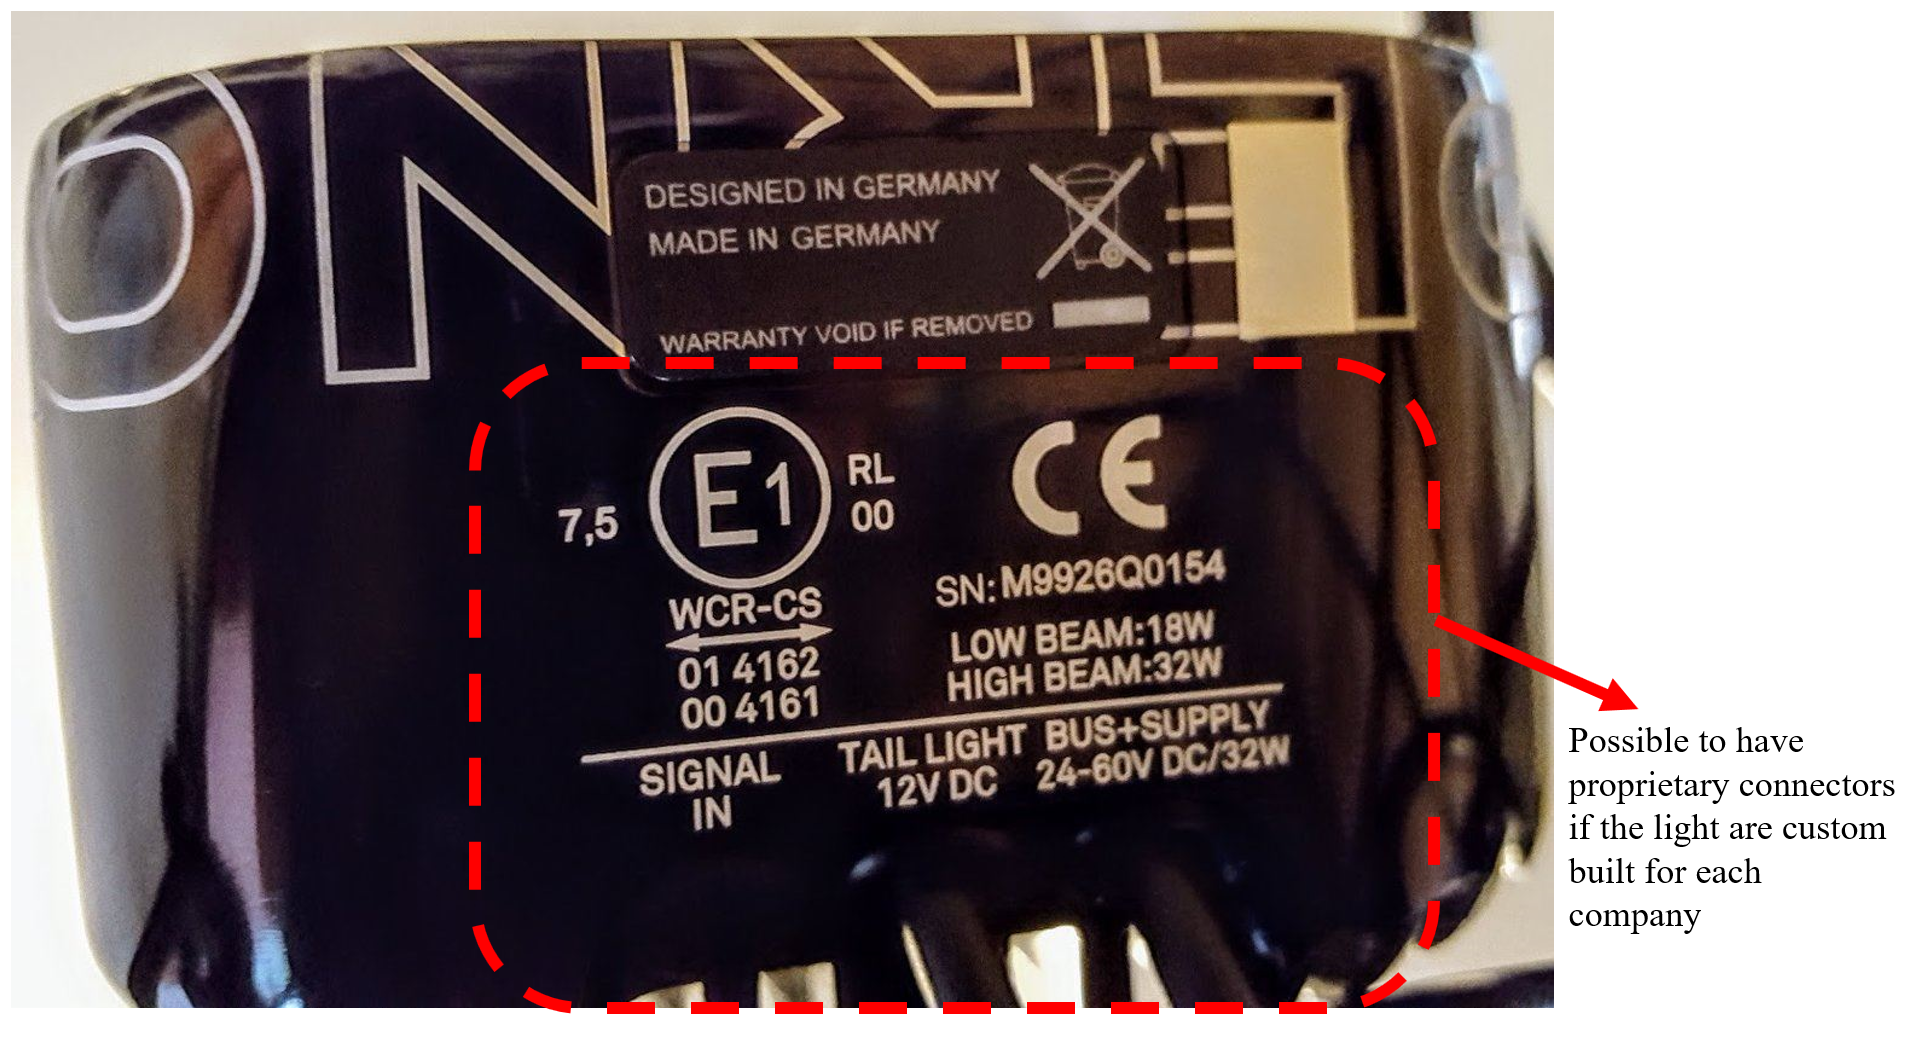 DESIGNED IN GERMANY
MADE IN GERMANY
WARRANTY VOID IF REMOVED
7,5 E1 RL
00
WCR-CS
01 4162
00 4161
CE
SN: M9926Q0154
LOW BEAM:18W
HIGH BEAM:32W
SIGNAL
IN
TAIL LIGHT
12V DC
BUS+SUPPLY
24-60V DC/32W
Possible to have
proprietary connectors
if the light are custom
built for each
company